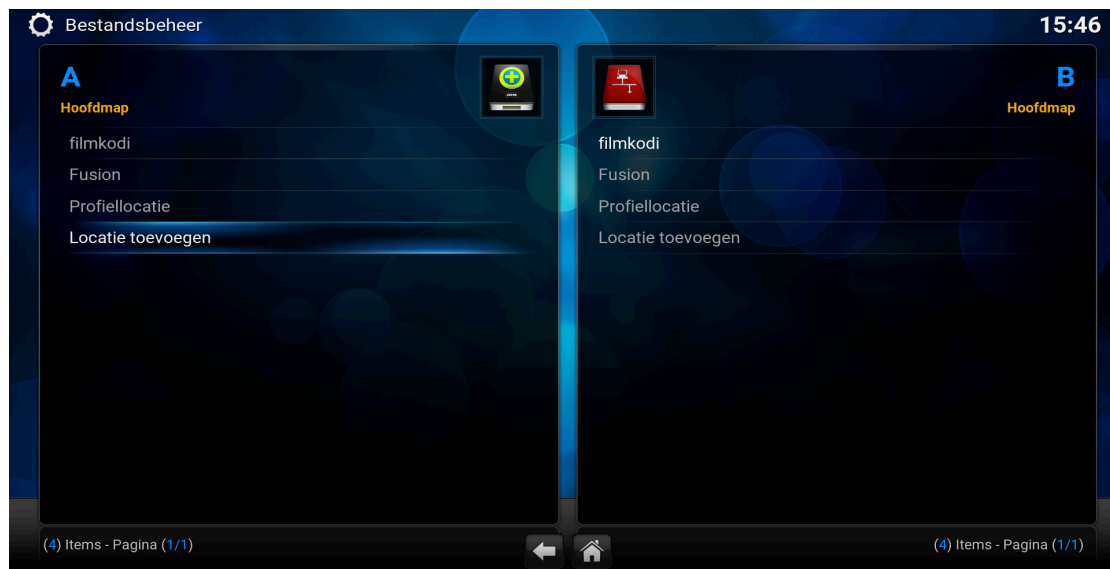 Bestandsbeheer
15:46
A
Hoofdmap
filmkodi
Fusion
Profiellocatie
Locatie toevoegen
(4) Items - Pagina (1/1)
B
Hoofdmap
filmkodi
Fusion
Profiellocatie
Locatie toevoegen
(4) Items - Pagina (1/1)